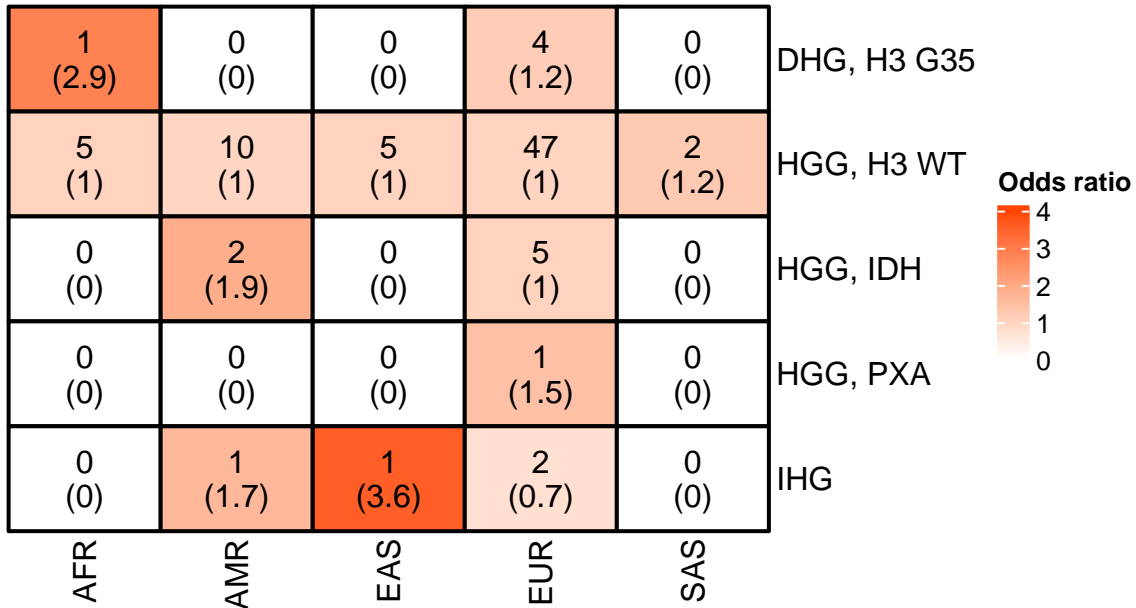 1 0 0 4 0
(2.9) (0) (0) (1.2) (0)
DHG, H3 G35
5 10 5 47 2
(1) (1) (1) (1) (1.2)
HGG, H3 WT
0 2 0 5 0
(0) (1.9) (0) (1) (0)
HGG, IDH
0 0 0 1 0
(0) (0) (0) (1.5) (0)
HGG, PXA
0 1 1 2 0
(0) (1.7) (3.6) (0.7) (0)
IHG
AFR AMR EAS EUR SAS
Odds ratio
4
3
2
1
0